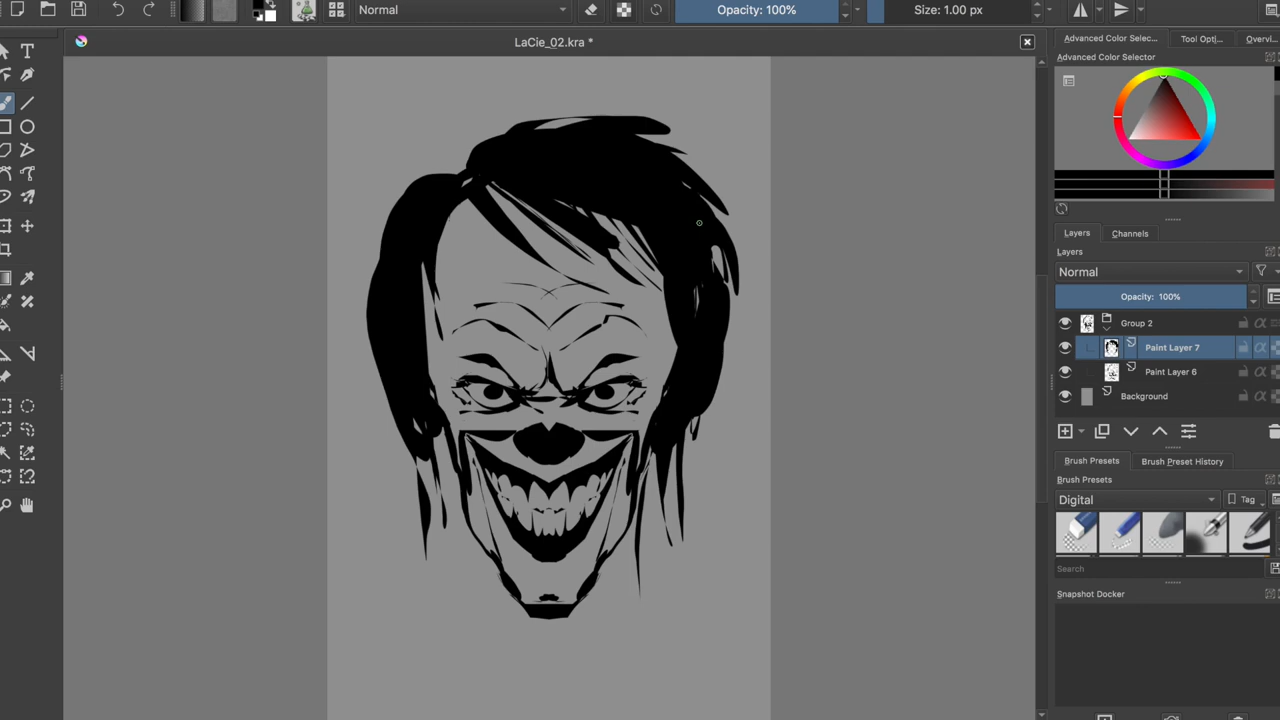 Normal
Opacity: 100%
Size: 1.00 px
LaCie_02.kra *
Advanced Color Selec...
Tool Opt...
Overvi...
Advanced Color Selector
Layers
Channels
Layers
Normal
Opacity: 100%
Group 2
Paint Layer 7
Paint Layer 6
Background
Brush Presets
Brush Preset History
Brush Presets
Digital
Tag
Search
Snapshot Docker